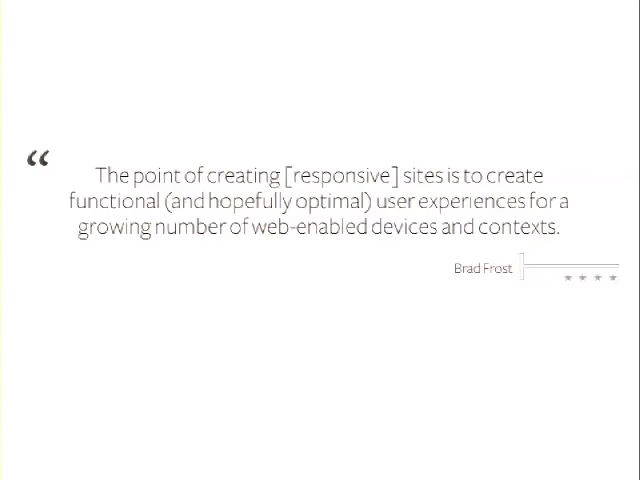 “
The point of creating [responsive] sites is to create
functional (and hopefully optimal) user experiences for a
growing number of web-enabled devices and contexts.
Brad Frost